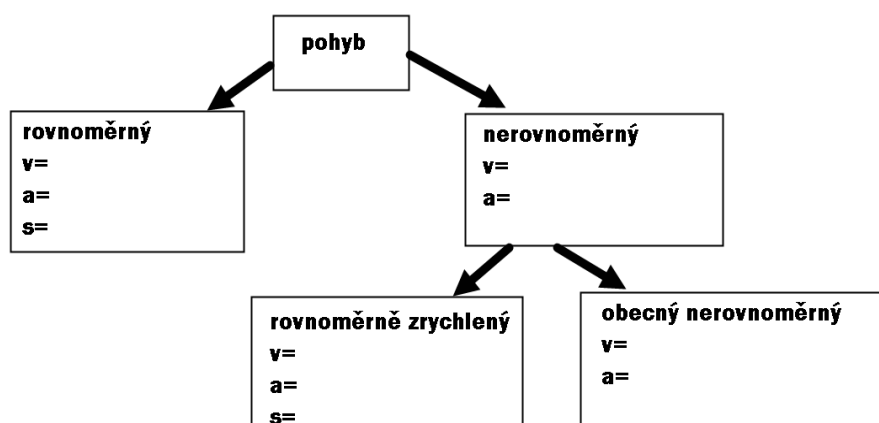 pohyb
rovnoměrný
v=
a=
s=
nerovnoměrný
v=
a=
rovnoměrně zrychlený
v=
a=
s=
obecný nerovnoměrný
v=
a=